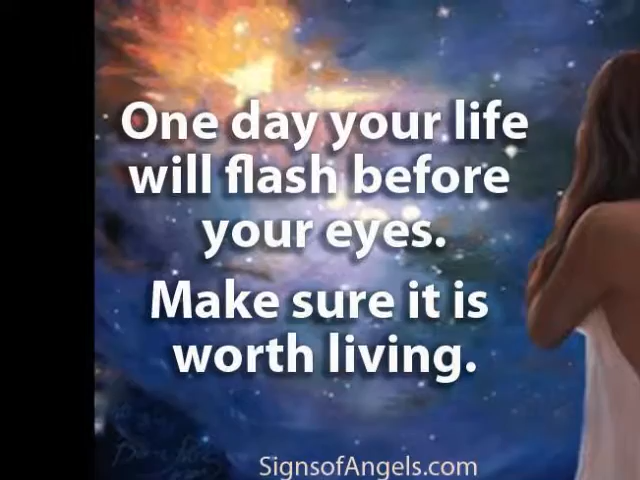 One day your life
will flash before
your eyes.
Make sure it is
worth living.
SignsofAngels.com